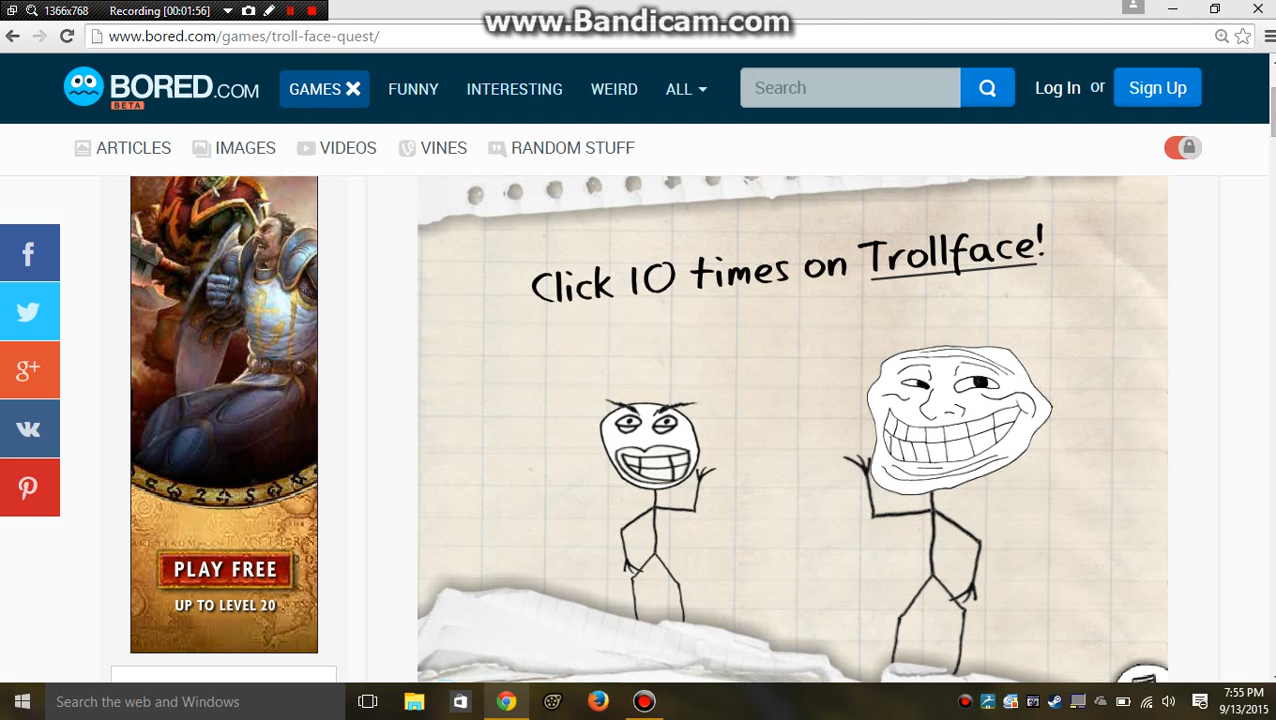 1366x768 Recording [00:01:56]
www.Bandicam.com
www.bored.com/games/troll-face-quest/
BORED.COM
BETA
GAMES FUNNY INTERESTING WEIRD ALL
Search
Log In or Sign Up
ARTICLES IMAGES VIDEOS VINES RANDOM STUFF
Click 10 times on Trollface!
f
g+
PLAY FREE
UP TO LEVEL 20
Search the web and Windows
7:55 PM
9/13/2015